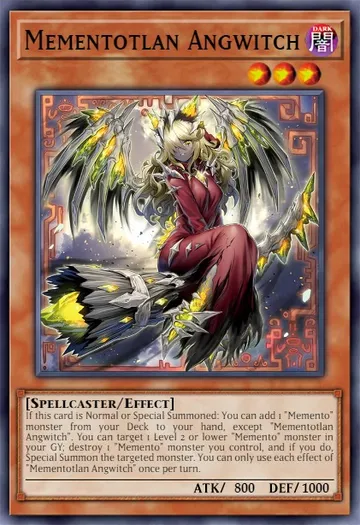 MEMENTOTLAN ANGWITCH
DARK
闇
[SPELLCASTER/EFFECT]
If this card is Normal or Special Summoned: You can add 1 "Memento"
monster from your Deck to your hand, except "Mementotlan
Angwitch". You can target 1 Level 2 or lower "Memento" monster in
your GY; destroy 1 "Memento" monster you control, and if you do,
Special Summon the targeted monster. You can only use each effect of
"Mementotlan Angwitch" once per turn.
ATK/ 800 DEF/1000